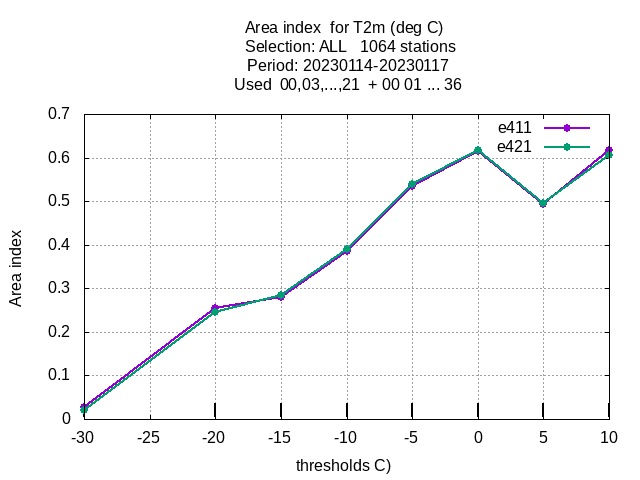 Area index  for T2m (deg C)
Selection: ALL   1064 stations
Period: 20230114-20230117
Used  00,03,...,21  + 00 01 ... 36
0.7
0.6
0.5
0.4
0.3
0.2
0.1
0
Area index
e411
e421
-30 -25 -20 -15 -10 -5 0 5 10
thresholds C)